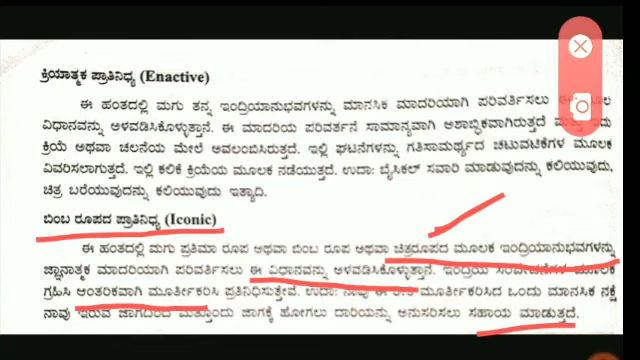 ಕ್ರಿಯಾತ್ಮಕ ಪ್ರಾತಿನಿಧ್ಯ (Enactive)
ಈ ಹಂತದಲ್ಲಿ ಮಗು ತನ್ನ ಇಂದ್ರಿಯಾನುಭವಗಳನ್ನು ಮಾನಸಿಕ ಮಾದರಿಯಾಗಿ ಪರಿವರ್ತಿಸಲು
ವಿಧಾನವನ್ನು ಅಳವಡಿಸಿಕೊಳ್ಳುತ್ತಾನೆ. ಈ ಮಾದರಿಯ ಪರಿವರ್ತನೆ ಸಾಮಾನ್ಯವಾಗಿ ಅಶಾಬ್ದಿಕವಾಗಿರುತ್ತದೆ
ಕ್ರಿಯೆ ಅಥವಾ ಚಲನೆಯ ಮೇಲೆ ಅವಲಂಬಿಸಿರುತ್ತದೆ. ಇಲ್ಲಿ ಘಟನೆಗಳನ್ನು ಗತಿಸಾಮರ್ಥ್ಯದ ಚಟುವಟಿಕೆಗಳ ಮೂಲಕ
ವಿವರಿಸಲಾಗುತ್ತದೆ. ಇಲ್ಲಿ ಕಲಿಕೆ ಕ್ರಿಯೆಯ ಮೂಲಕ ನಡೆಯುತ್ತದೆ. ಉದಾ: ಬೈಸಿಕಲ್ ಸವಾರಿ ಮಾಡುವುದನ್ನು ಕಲಿಯುವುದು,
ಚಿತ್ರ ಬರೆಯುವುದನ್ನು ಕಲಿಯುವುದು ಇತ್ಯಾದಿ.
ಬಿಂಬ ರೂಪದ ಪ್ರಾತಿನಿಧ್ಯ (Iconic)
ಈ ಹಂತದಲ್ಲಿ ಮಗು ಪ್ರತಿಮಾ ರೂಪ ಅಥವಾ ಬಿಂಬ ರೂಪ ಅಥವಾ ಚಿತ್ರರೂಪದ ಮೂಲಕ ಇಂದ್ರಿಯಾನುಭವಗಳನ್ನು
ಜ್ಞಾನಾತ್ಮಕ ಮಾದರಿಯಾಗಿ ಪರಿವರ್ತಿಸಲು ಈ ವಿಧಾನವನ್ನು ಅಳವಡಿಸಿಕೊಳ್ಳುತ್ತಾನೆ. ಇಂದ್ರಿಯ ಸಂವೇದನೆಗಳ ಮೂಲಕ
ಗ್ರಹಿಸಿ ಆಂತರಿಕವಾಗಿ ಮೂರ್ತೀಕರಿಸಿ ಪ್ರತಿನಿಧಿಸುತ್ತೇವೆ. ಉದಾ: ನಾವು ಈ ರೀತಿ ಮೂರ್ತೀಕರಿಸಿದ ಒಂದು ಮಾನಸಿಕ ನಕ್ಷೆ
ನಾವು ಇರುವ ಜಾಗದಿಂದ ಮತ್ತೊಂದು ಜಾಗಕ್ಕೆ ಹೋಗಲು ದಾರಿಯನ್ನು ಅನುಸರಿಸಲು ಸಹಾಯ ಮಾಡುತ್ತದೆ.